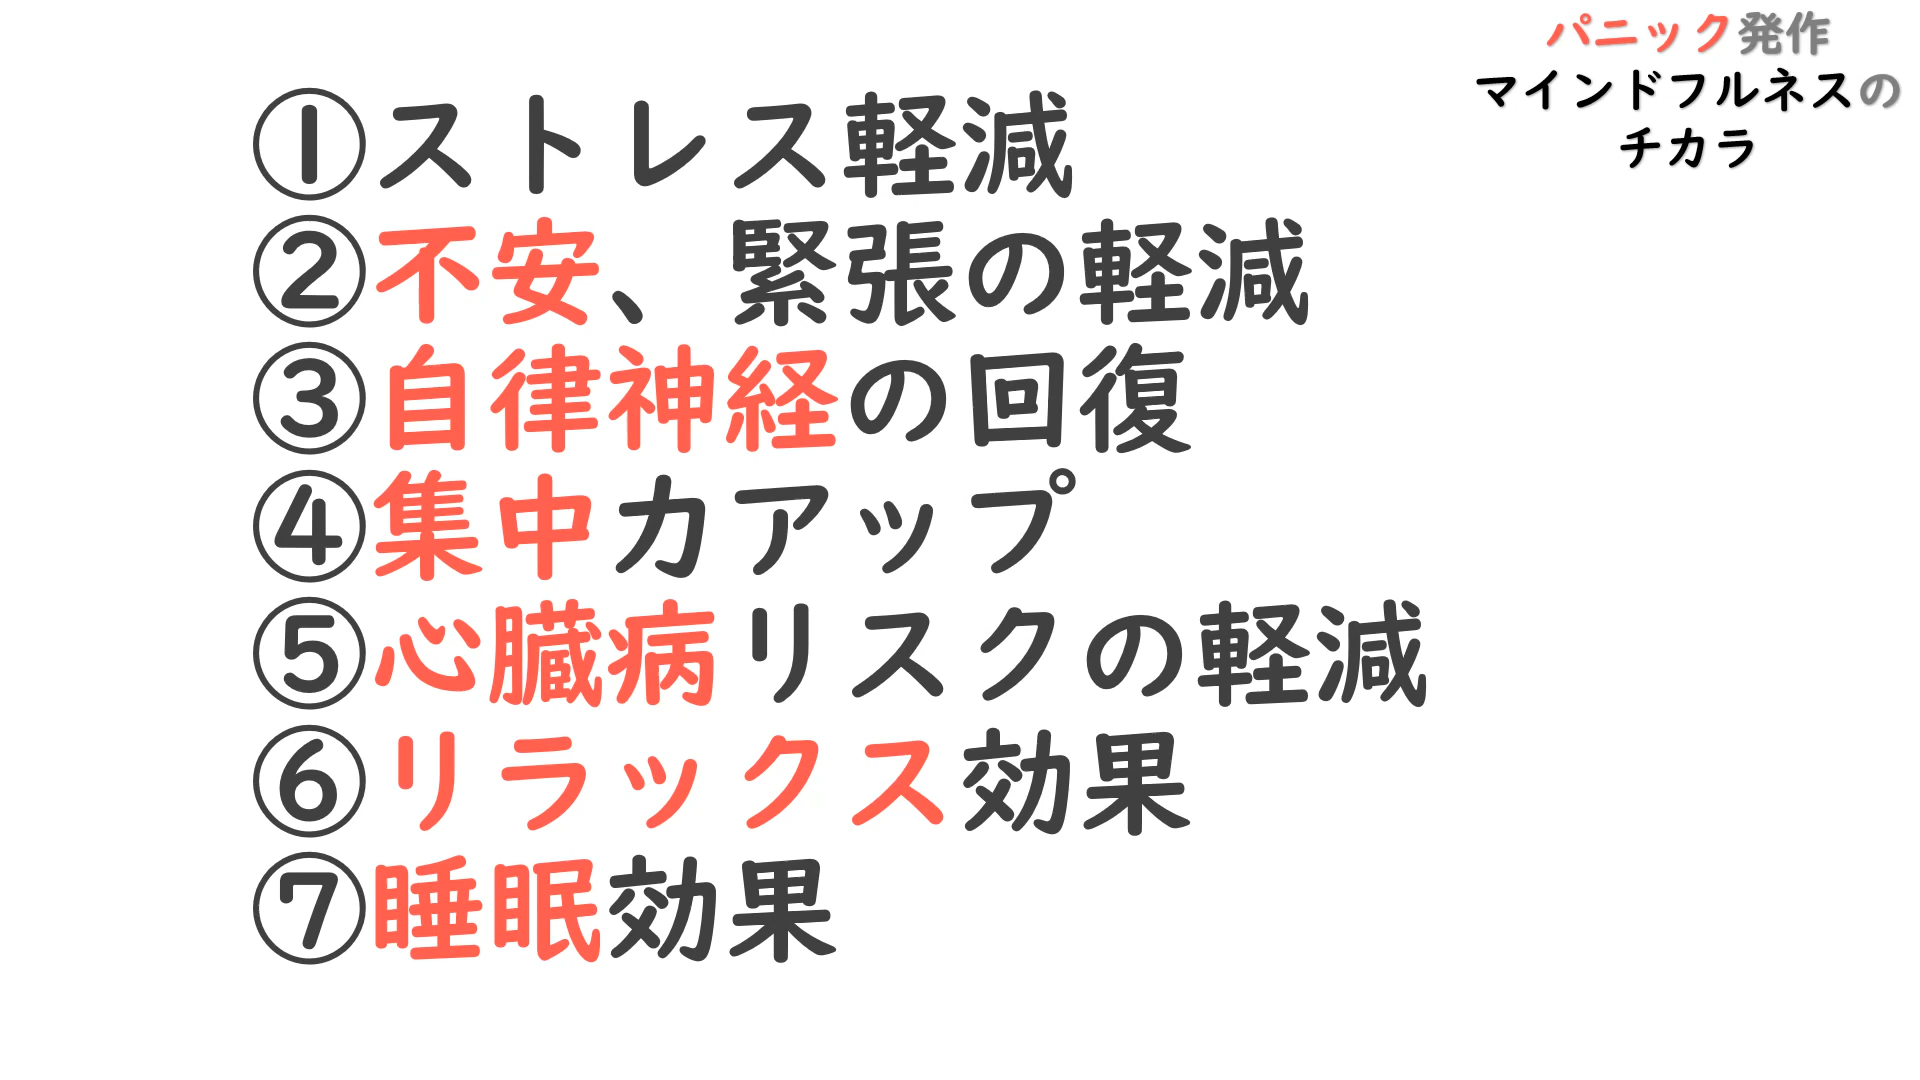 パニック発作
マインドフルネスの
チカラ
①ストレス軽減
②不安、緊張の軽減
③自律神経の回復
④集中力アップ
⑤心臓病リスクの軽減
⑥リラックス効果
⑦睡眠効果